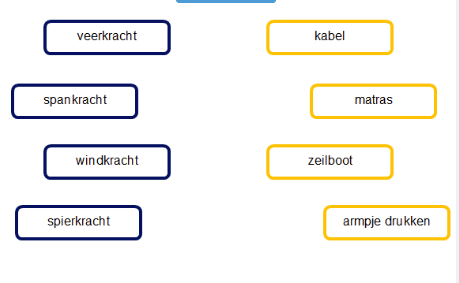 veerkracht
kabel
spankracht
matras
windkracht
zeilboot
spierkracht
armpje drukken